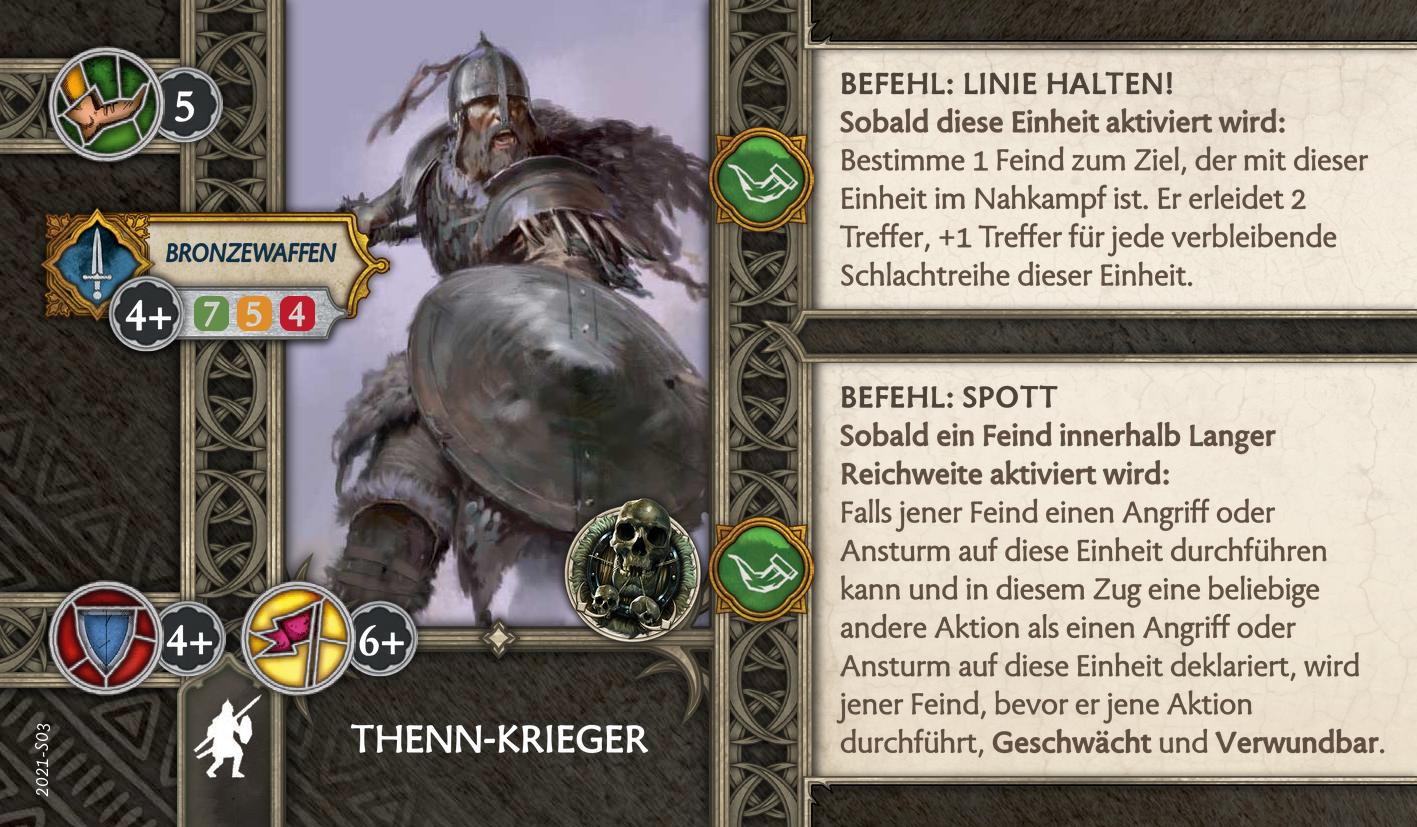 5
BRONZEWAFFEN
4+ 7 5 4
4+ 6+
THENN-KRIEGER
2021-S03
BEFEHL: LINIE HALTEN!
Sobald diese Einheit aktiviert wird:
Bestimme 1 Feind zum Ziel, der mit dieser
Einheit im Nahkampf ist. Er erleidet 2
Treffer, +1 Treffer für jede verbleibende
Schlachtreihe dieser Einheit.
BEFEHL: SPOTT
Sobald ein Feind innerhalb Langer
Reichweite aktiviert wird:
Falls jener Feind einen Angriff oder
Ansturm auf diese Einheit durchführen
kann und in diesem Zug eine beliebige
andere Aktion als einen Angriff oder
Ansturm auf diese Einheit deklariert, wird
jener Feind, bevor er jene Aktion
durchführt, Geschwächt und Verwundbar.